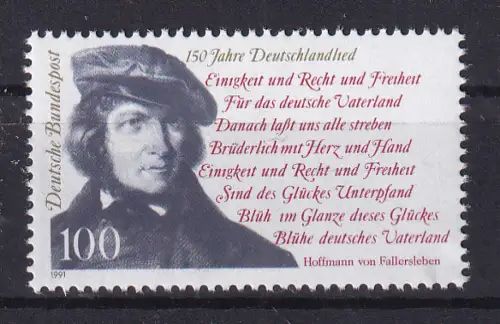 150 Jahre Deutschlandlied
Einigkeit und Recht und Freiheit
Für das deutsche Vaterland
Danach laßt uns alle streben
Brüderlich mit Herz und Hand
Einigkeit und Recht und Freiheit
Sind des Glückes Unterpfand
Blüh im Glanze dieses Glückes
Blühe deutsches Vaterland
Hoffmann von Fallersleben
Deutsche Bundespost
100
1991